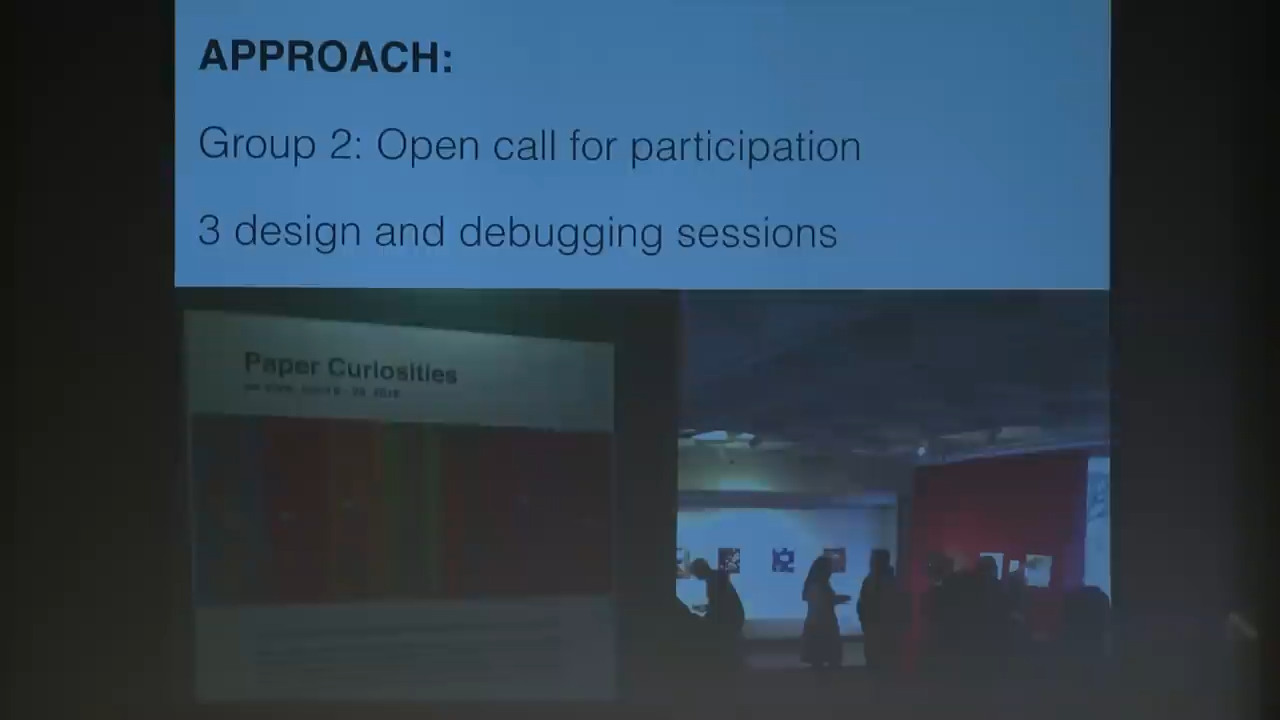 APPROACH:
Group 2: Open call for participation
3 design and debugging sessions
Paper Curiosities